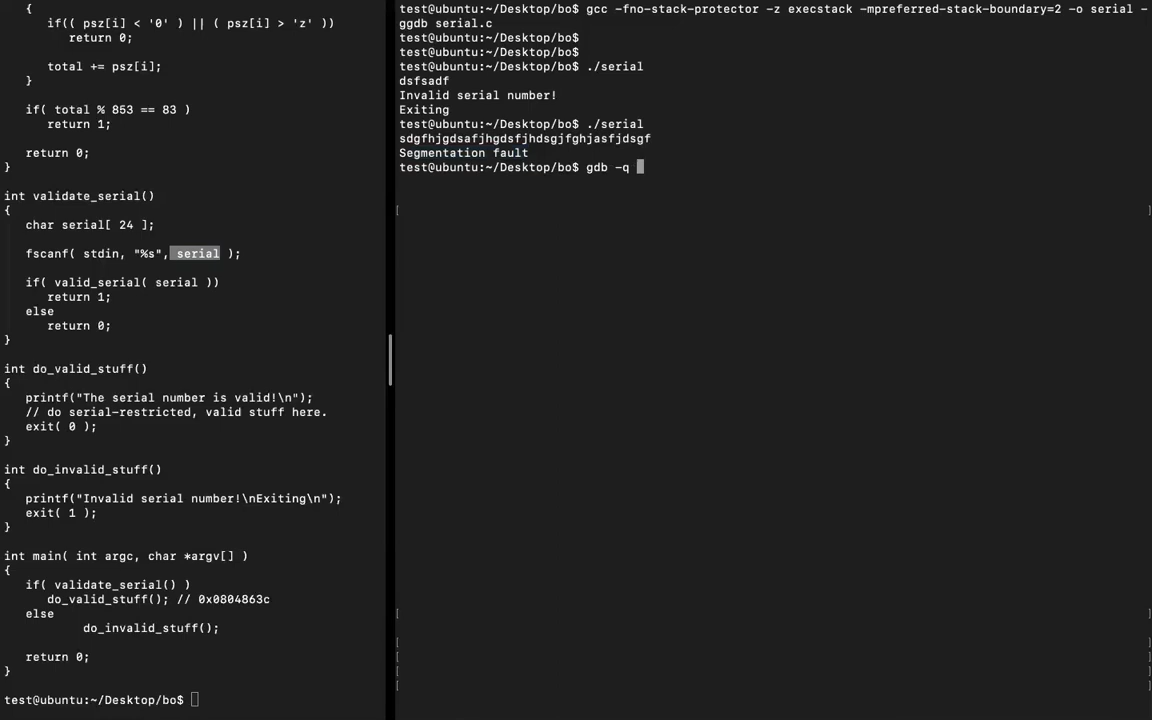 {
if(( psz[i] < '0' ) || ( psz[i] > 'z' ))
return 0;
total += psz[i];
}
if( total % 853 == 83 )
return 1;
return 0;
}
int validate_serial()
{
char serial[ 24 ];
fscanf( stdin, "%s", serial );
if( valid_serial( serial ))
return 1;
else
return 0;
}
int do_valid_stuff()
{
printf("The serial number is valid!\n");
// do serial-restricted, valid stuff here.
exit( 0 );
}
int do_invalid_stuff()
{
printf("Invalid serial number!\nExiting\n");
exit( 1 );
}
int main( int argc, char *argv[] )
{
if( validate_serial() )
do_valid_stuff(); // 0x0804863c
else
do_invalid_stuff();
return 0;
}
test@ubuntu:~/Desktop/bo$
test@ubuntu:~/Desktop/bo$ gcc -fno-stack-protector -z execstack -mpreferred-stack-boundary=2 -o serial -
ggdb serial.c
test@ubuntu:~/Desktop/bo$
test@ubuntu:~/Desktop/bo$
test@ubuntu:~/Desktop/bo$ ./serial
dsfsadf
Invalid serial number!
Exiting
test@ubuntu:~/Desktop/bo$ ./serial
sdgfhjgdsafjhgdsfjhdsgjfghjasfjdsgf
Segmentation fault
test@ubuntu:~/Desktop/bo$ gdb -q